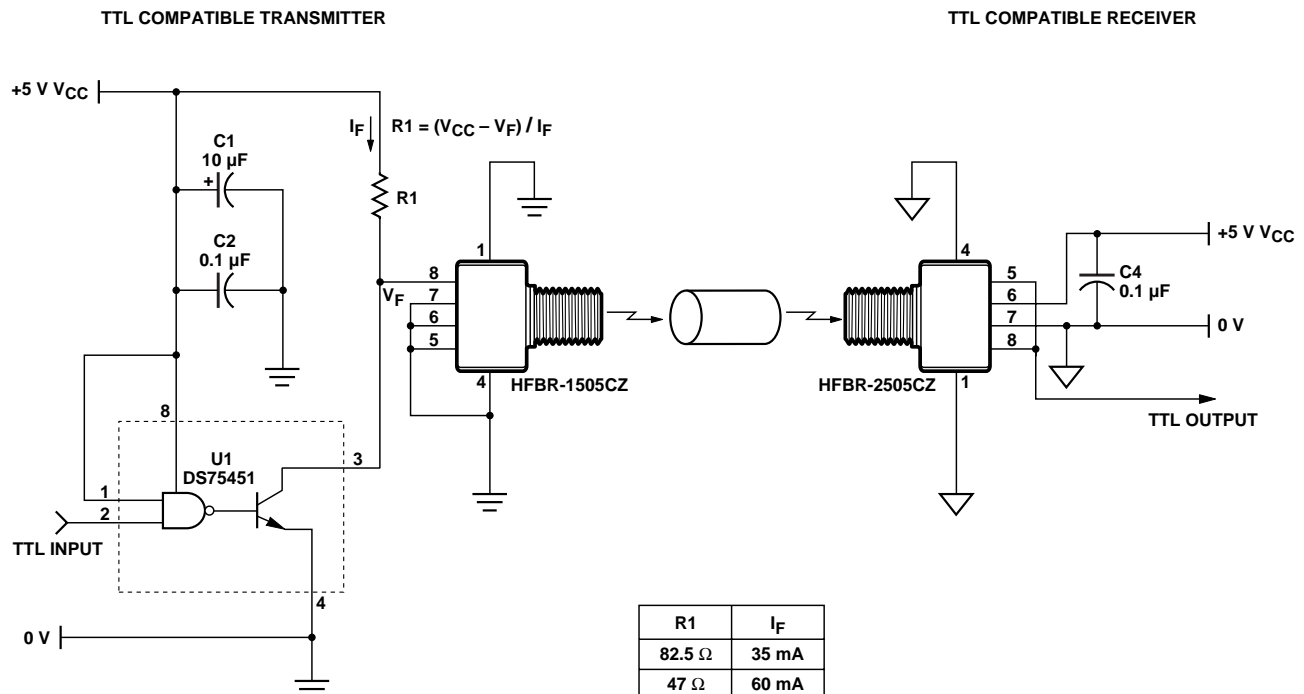 TTL COMPATIBLE TRANSMITTER
TTL COMPATIBLE RECEIVER
+5 V VCC
IF
R1 = (VCC – VF) / IF
C1
10 µF
+
R1
C2
0.1 µF
1
8
VF
7
6
5
4
HFBR-1505CZ
4
5
6
7
8
1
HFBR-2505CZ
+5 V VCC
C4
0.1 µF
0 V
TTL OUTPUT
8
U1
DS75451
3
1
2
TTL INPUT
4
0 V
R1 IF
82.5 Ω 35 mA
47 Ω 60 mA